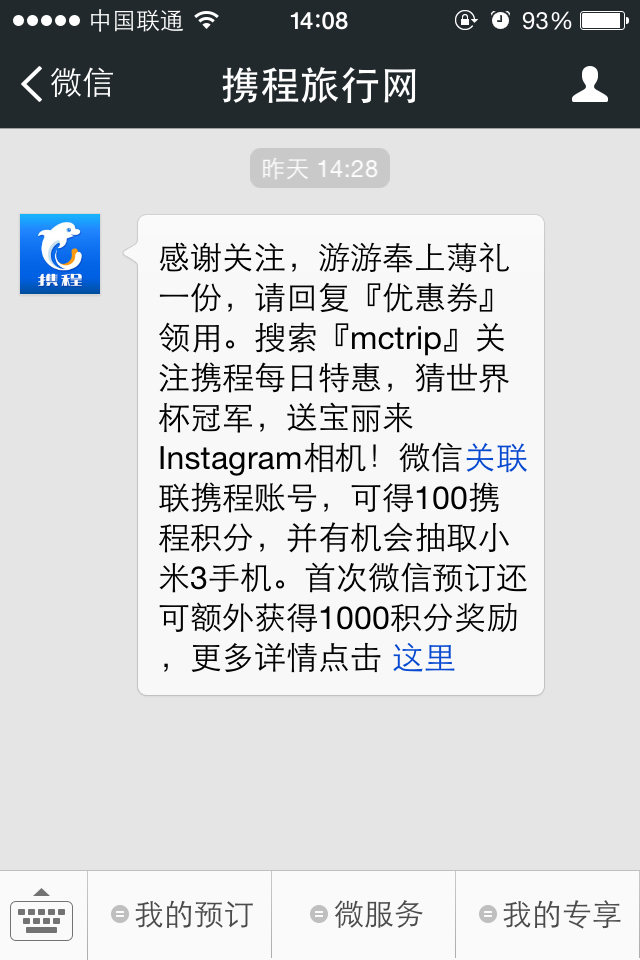 中国联通
14:08
93%
微信
携程旅行网
昨天 14:28
携程
感谢关注，游游奉上薄礼
一份，请回复『优惠券』
领用。搜索『mctrip』关
注携程每日特惠，猜世界
杯冠军，送宝丽来
Instagram相机！微信关联
联携程账号，可得100携
程积分，并有机会抽取小
米3手机。首次微信预订还
可额外获得1000积分奖励
，更多详情点击 这里
我的预订
微服务
我的专享